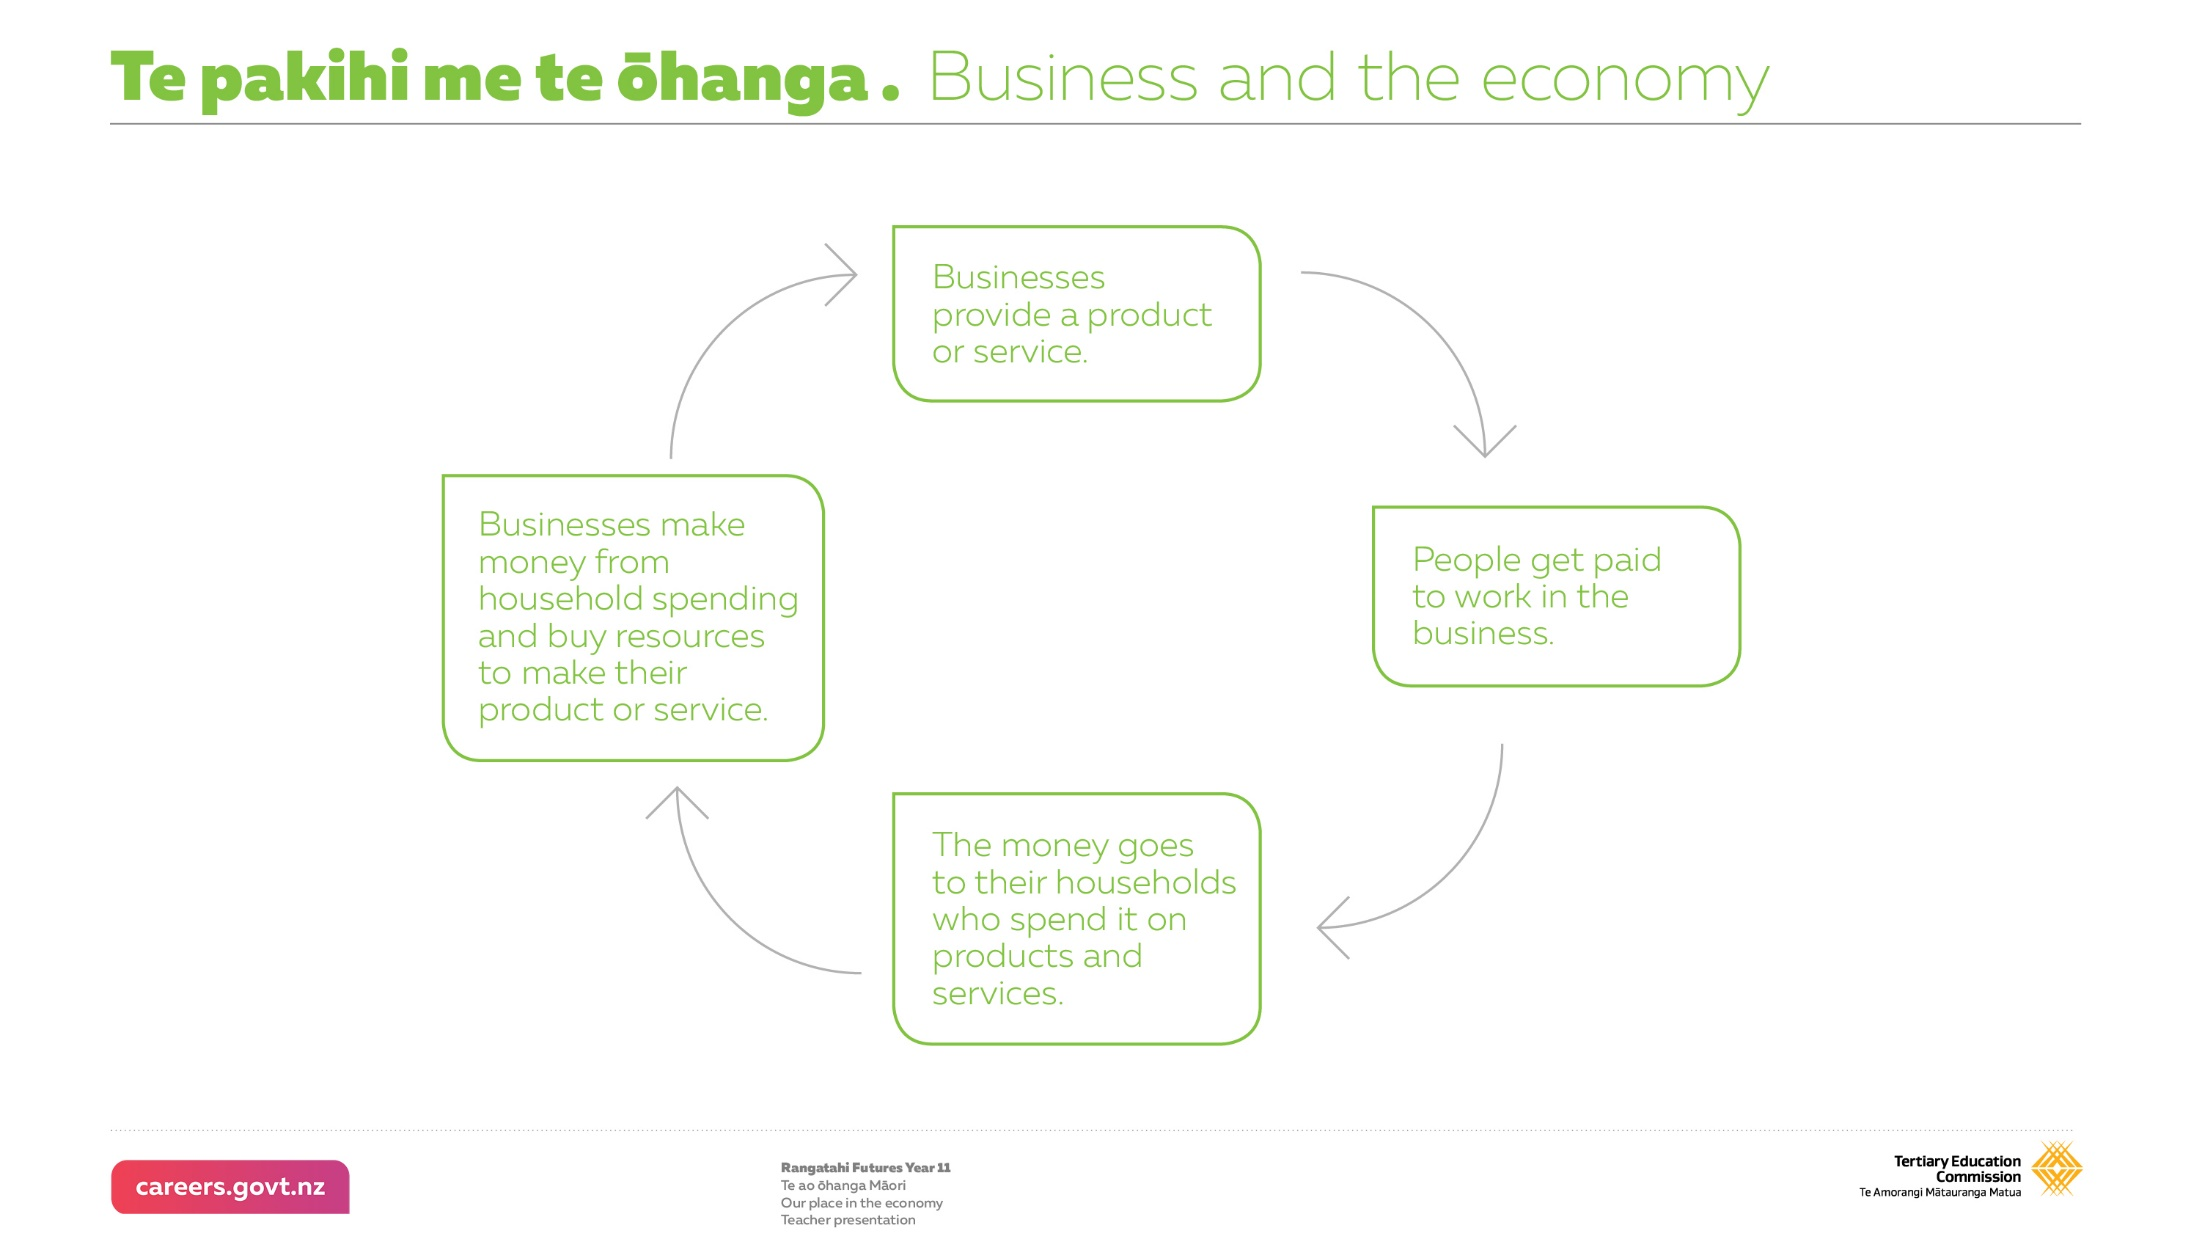 Te pakihi me te ōhanga. Business and the economy
Businesses
provide a product
or service.
People get paid
to work in the
business.
The money goes
to their households
who spend it on
products and
services.
Businesses make
money from
household spending
and buy resources
to make their
product or service.
careers.govt.nz
Rangatahi Futures Year 11
Te ao ōhanga Māori
Our place in the economy
Teacher presentation
Tertiary Education
Commission
Te Amorangi Mātauranga Matua